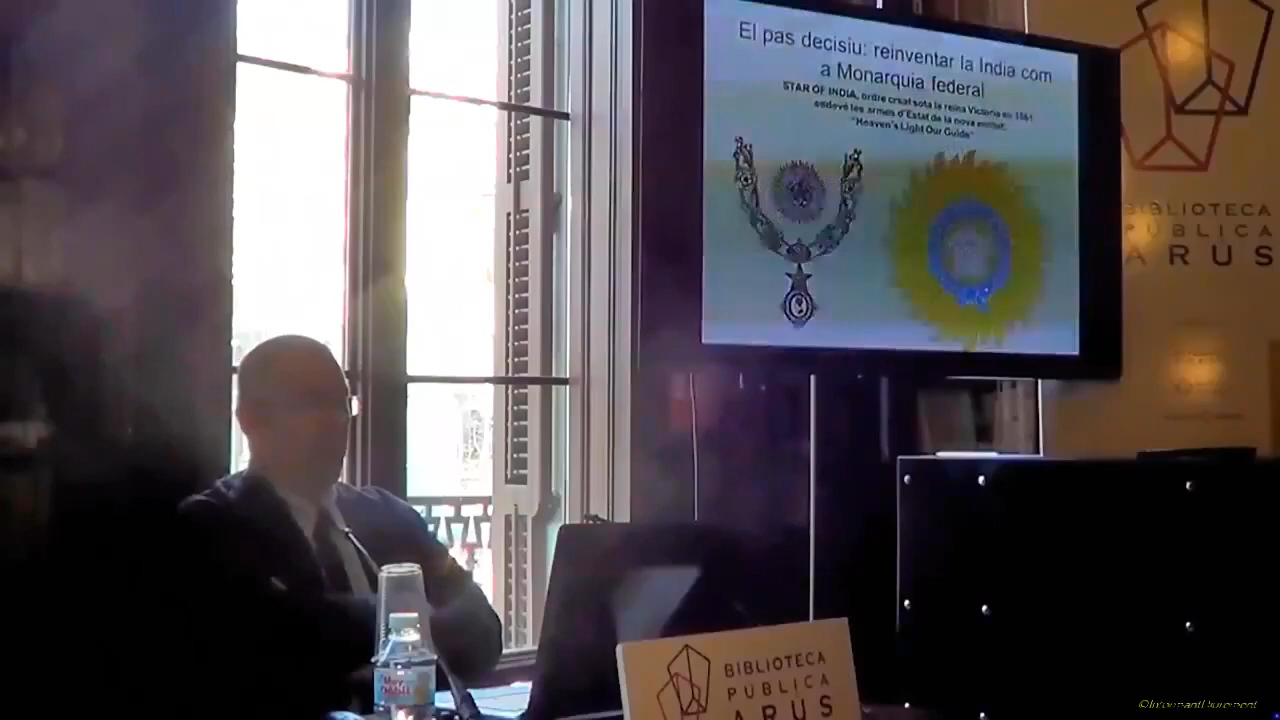 El pas decisiu: reinventar la India com
a Monarquia federal
STAR OF INDIA, ordre creat sota la reina Victoria en 1861
esdevé les armes d'Estat de la nova entitat.
"Heaven's Light Our Guide"
BIBLIOTECA
PÚBLICA
ARUS
BIBLIOTECA
PÚBLICA
ARUS